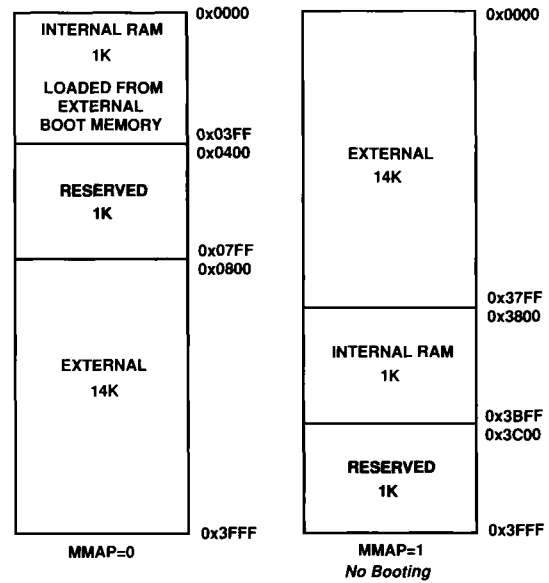 0x0000
INTERNAL RAM
1K
LOADED FROM
EXTERNAL
BOOT MEMORY
0x03FF
0x0400
RESERVED
1K
0x07FF
0x0800
EXTERNAL
14K
0x3FFF
MMAP=0
0x0000
EXTERNAL
14K
0x37FF
0x3800
INTERNAL RAM
1K
0x3BFF
0x3C00
RESERVED
1K
0x3FFF
MMAP=1
No Booting